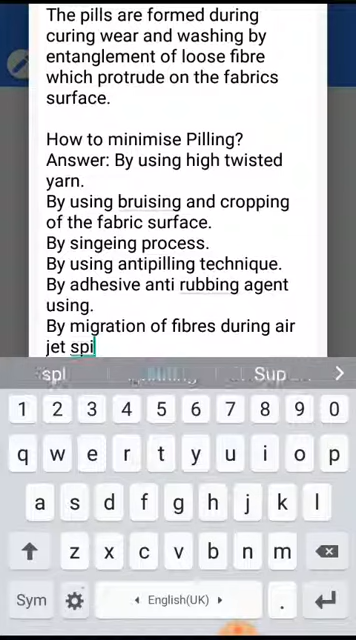 The pills are formed during
curing wear and washing by
entanglement of loose fibre
which protrude on the fabrics
surface.
How to minimise Pilling?
Answer: By using high twisted
yarn.
By using bruising and cropping
of the fabric surface.
By singeing process.
By using antipilling technique.
By adhesive anti rubbing agent
using.
By migration of fibres during air
jet spi
spl Sup >
1 2 3 4 5 6 7 8 9 0
q w e r t y u i o p
a s d f g h j k l
z x c v b n m
Sym English(UK) .